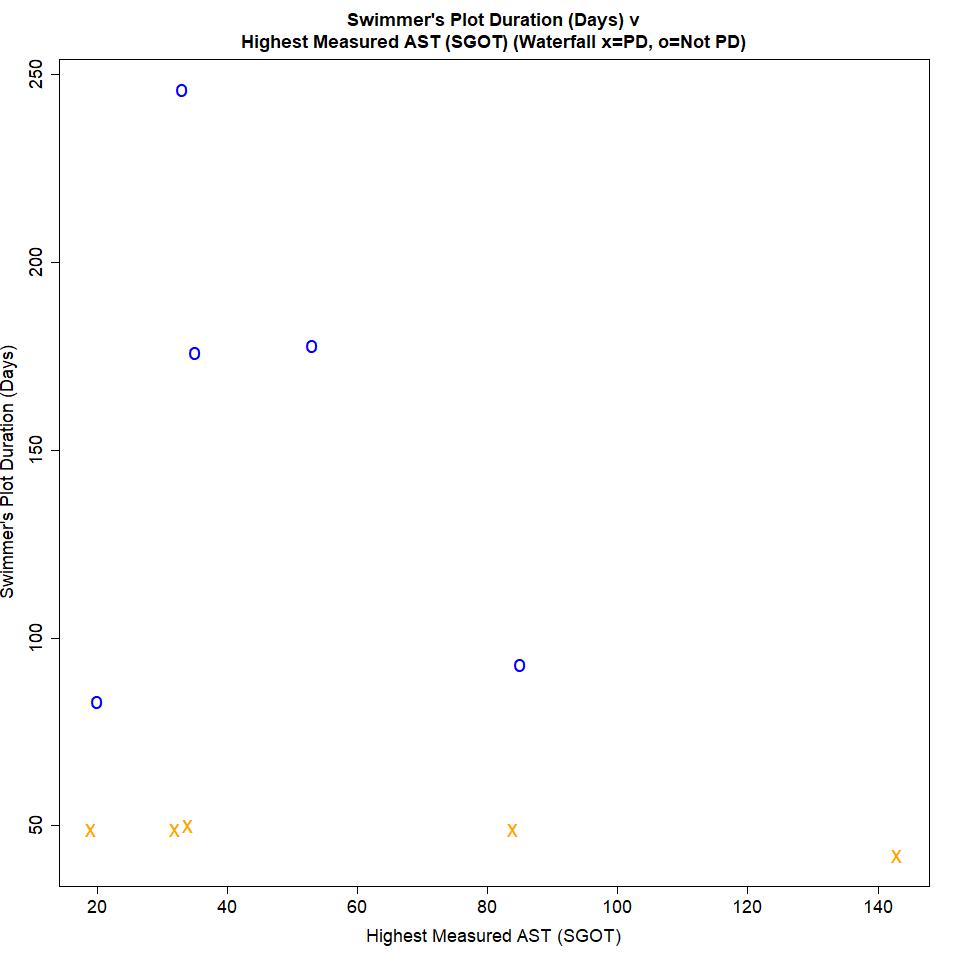 Swimmer's Plot Duration (Days) v
Highest Measured AST (SGOT) (Waterfall x=PD, o=Not PD)
250
200
150
100
50
Swimmer's Plot Duration (Days)
O
O
O
O
O
X
X
X
X
X
20
40
60
80
100
120
140
Highest Measured AST (SGOT)